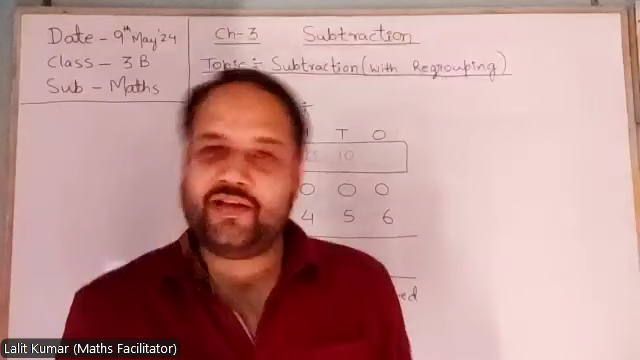 Date - 9th May'24
Class - 3 B
Sub - Maths
Ch-3 Subtraction
Topic:- Subtraction (with Regrouping)
T O
10
0 0 0
4 5 6
Lalit Kumar (Maths Facilitator)